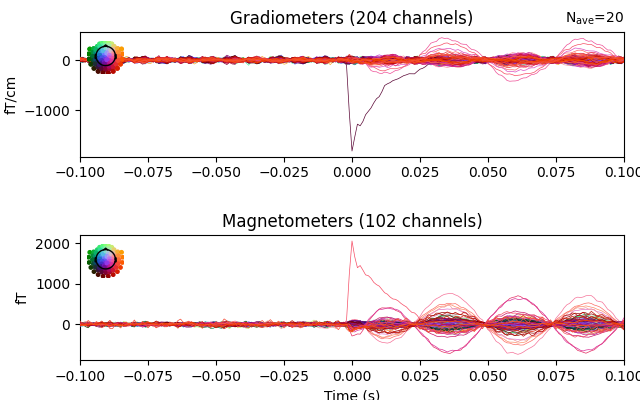 Gradiometers (204 channels)
Nave=20
fT/cm
0
−1000
−0.100 −0.075 −0.050 −0.025 0.000 0.025 0.050 0.075 0.100
Magnetometers (102 channels)
fT
2000
1000
0
−0.100 −0.075 −0.050 −0.025 0.000 0.025 0.050 0.075 0.100
Time (s)